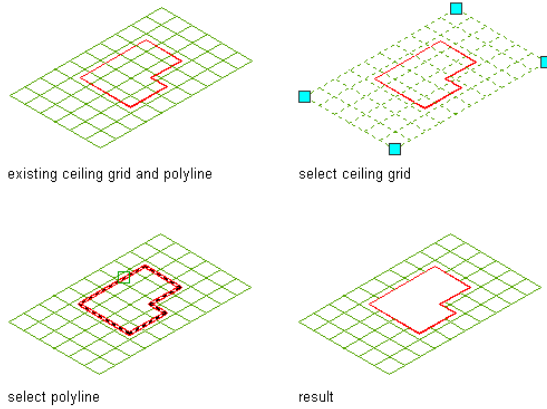 existing ceiling grid and polyline
select ceiling grid
select polyline
result